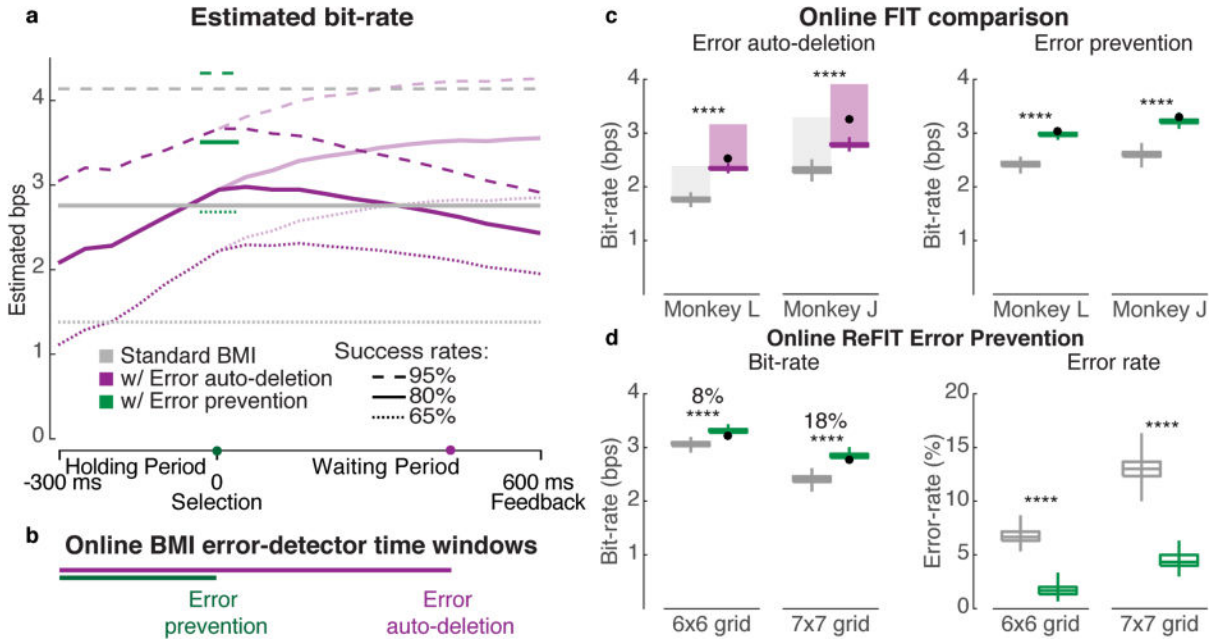 a
Estimated bit-rate
Estimated bps
4
3
2
1
0
Standard BMI
w/ Error auto-deletion
w/ Error prevention
Success rates:
95%
80%
65%
Holding Period
Waiting Period
-300 ms
0
600 ms
Selection
Feedback
b
Online BMI error-detector time windows
Error
prevention
Error
auto-deletion
c
Online FIT comparison
Error auto-deletion
Bit-rate (bps)
4
3
2
1
****
****
Monkey L
Monkey J
Error prevention
Bit-rate (bps)
4
3
2
1
****
****
Monkey L
Monkey J
d
Online ReFIT Error Prevention
Bit-rate
Bit-rate (bps)
4
3
2
1
8%
****
18%
****
6x6 grid
7x7 grid
Error rate
Error-rate (%)
20
15
10
5
0
****
****
6x6 grid
7x7 grid